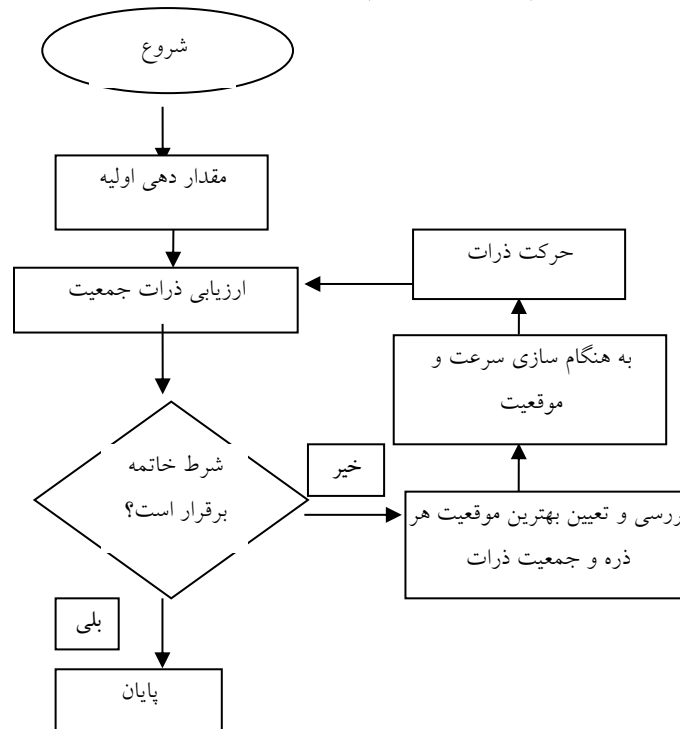 شروع
مقدار دهی اولیه
ارزیابی ذرات جمعیت
شرط خاتمه
برقرار است؟
خیر
بلی
پایان
حرکت ذرات
به هنگام سازی سرعت و
موقعیت
و تعیین بهترین موقعیت هر
ذره و جمعیت ذرات